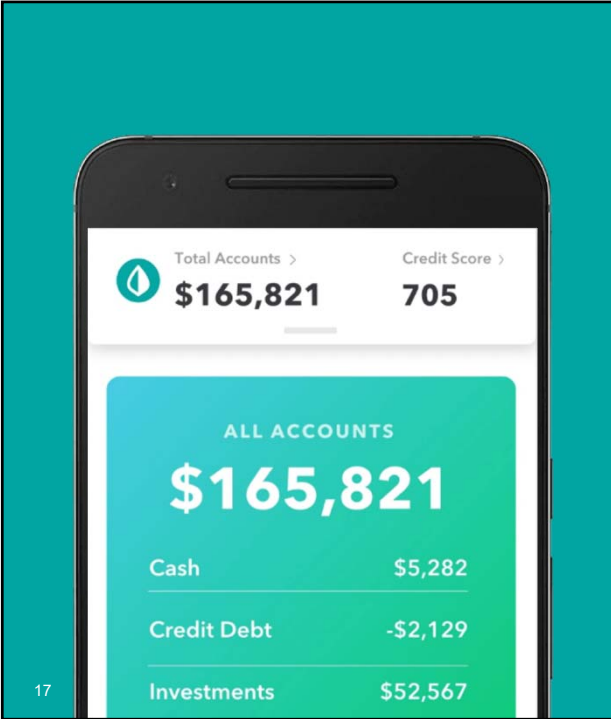 Total Accounts >
Credit Score >
$165,821
705
ALL ACCOUNTS
$165,821
Cash
$5,282
Credit Debt
-$2,129
Investments
$52,567
17